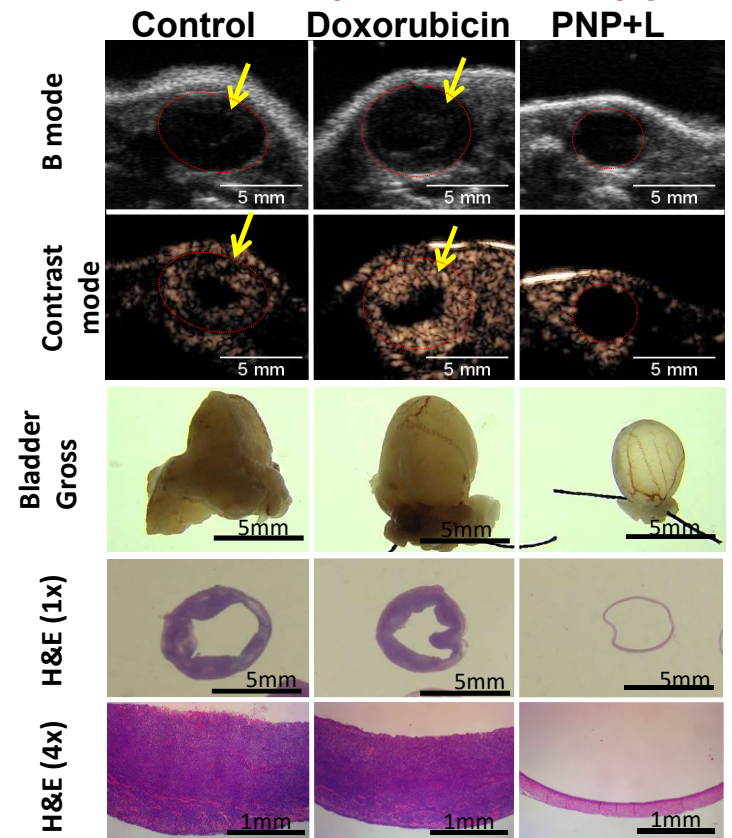 Control Doxorubicin PNP+L
B mode
5 mm 5 mm 5 mm
Contrast
mode
5 mm 5 mm 5 mm
Bladder
Gross
5mm 5mm 5mm
H&E (1x)
5mm 5mm 5mm
H&E (4x)
1mm 1mm 1mm